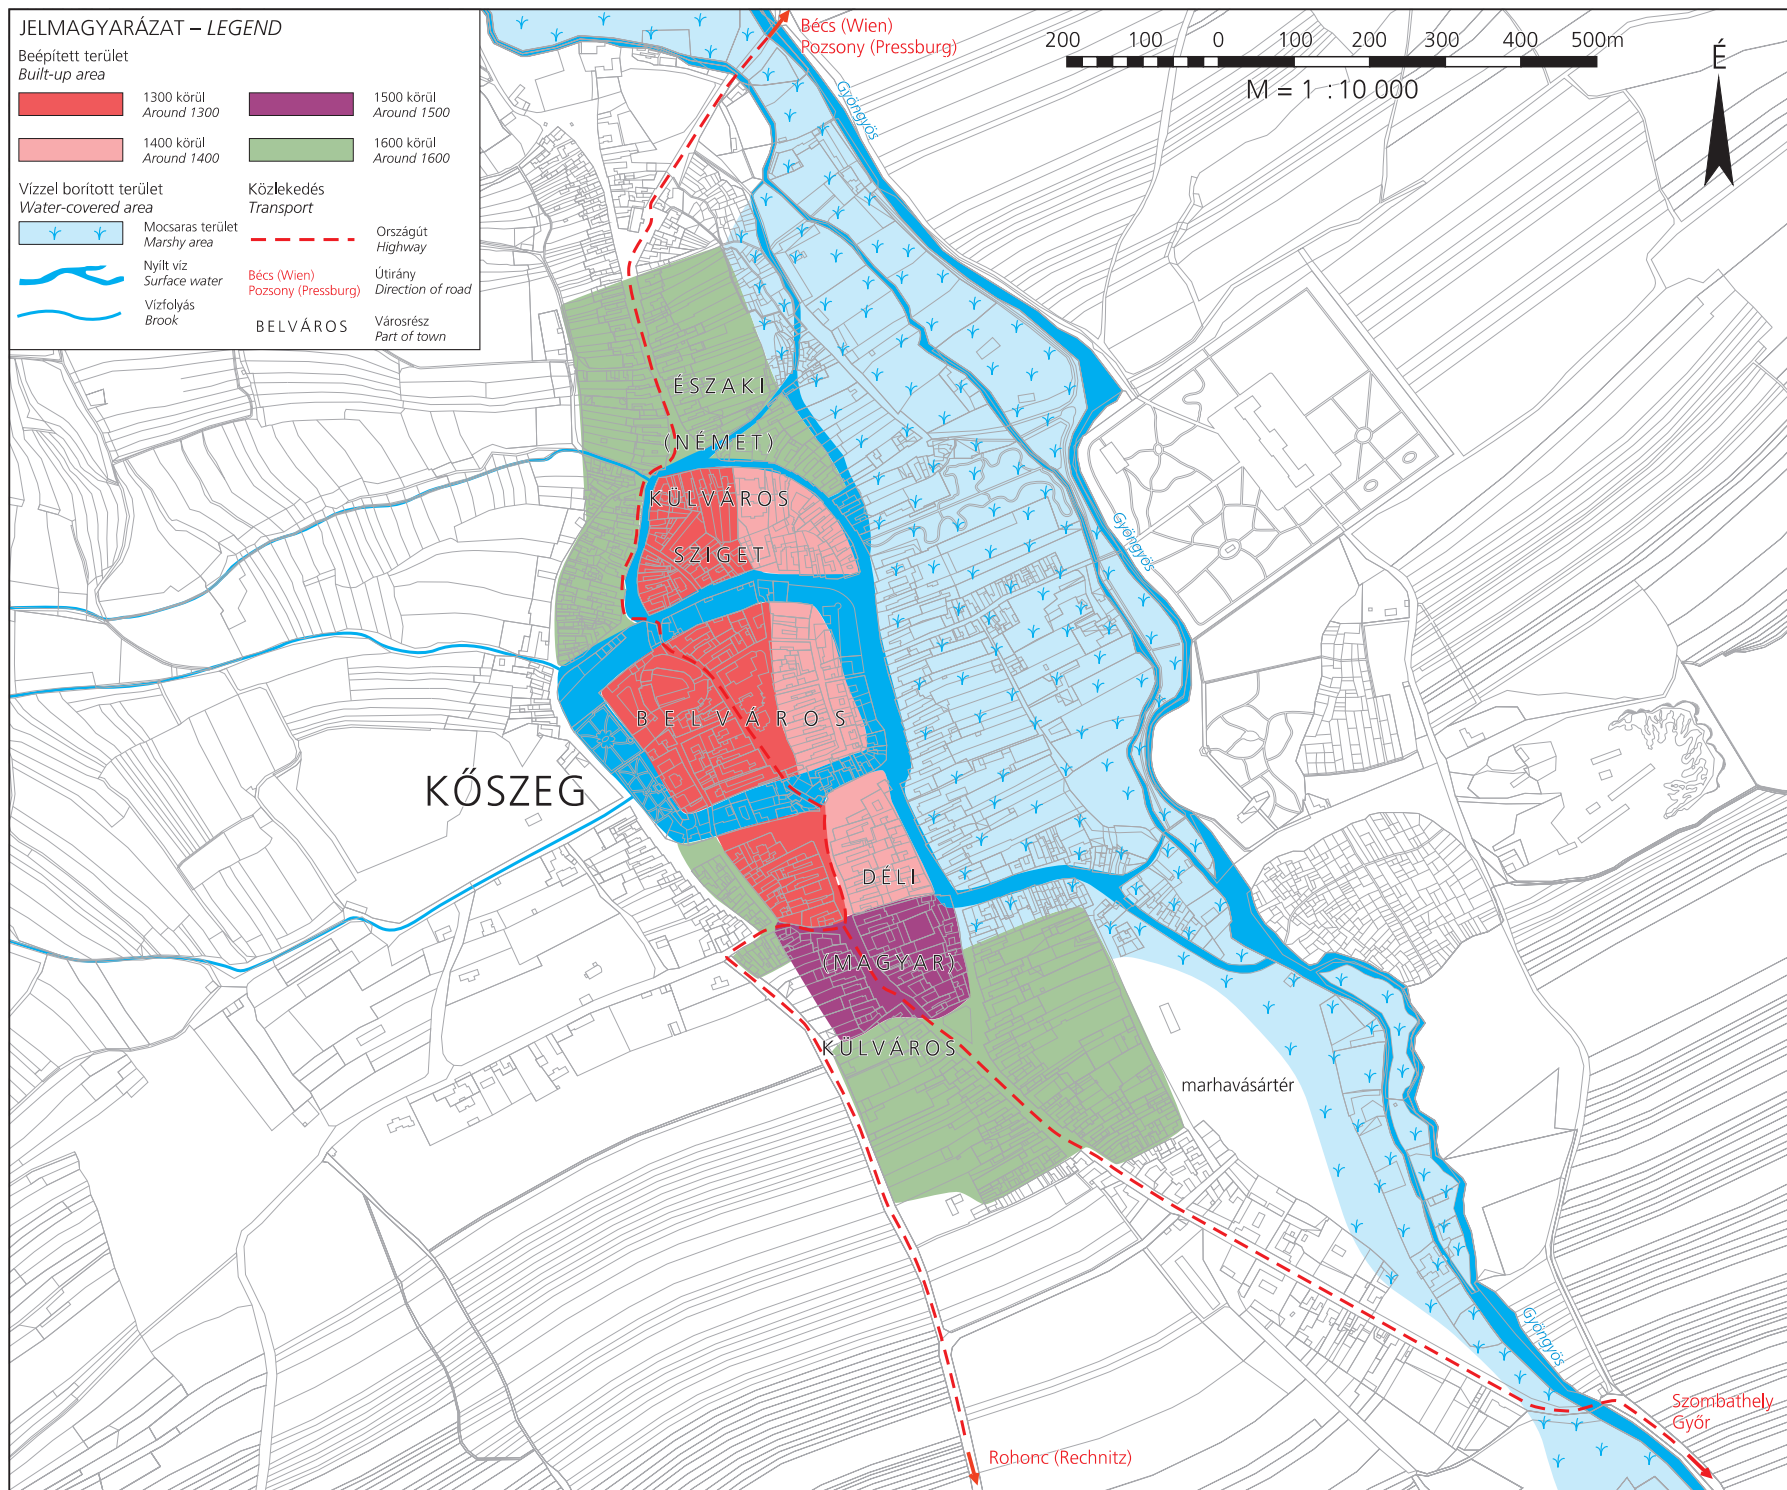 JELMAGYARÁZAT – LEGEND
Beépített terület
Built-up area
1300 körül
Around 1300
1500 körül
Around 1500
1400 körül
Around 1400
1600 körül
Around 1600
Vízzel borított terület
Water-covered area
Közlekedés
Transport
Mocsaras terület
Marshy area
Országút
Highway
Nyílt víz
Surface water
Bécs (Wien)
Pozsony (Pressburg)
Útirány
Direction of road
Vízfolyás
Brook
BELVÁROS
Városrész
Part of town
Bécs (Wien)
Pozsony (Pressburg)
200 100 0 100 200 300 400 500m
M = 1 : 10 000
É
Gyöngyös
ÉSZAKI
(NÉMET)
KÜLVÁROS
SZIGET
Gyöngyös
BELVÁROS
KŐSZEG
DÉLI
(MAGYAR)
KÜLVÁROS
marhavásártér
Gyöngyös
Szombathely
Győr
Rohonc (Rechnitz)